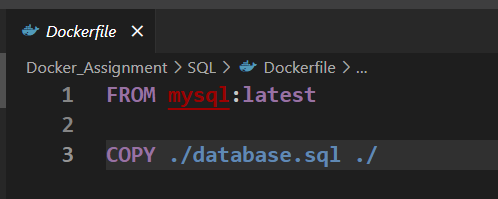 Dockerfile ×
Docker_Assignment > SQL > Dockerfile > ...
1 FROM mysql:latest
2
3 COPY ./database.sql ./